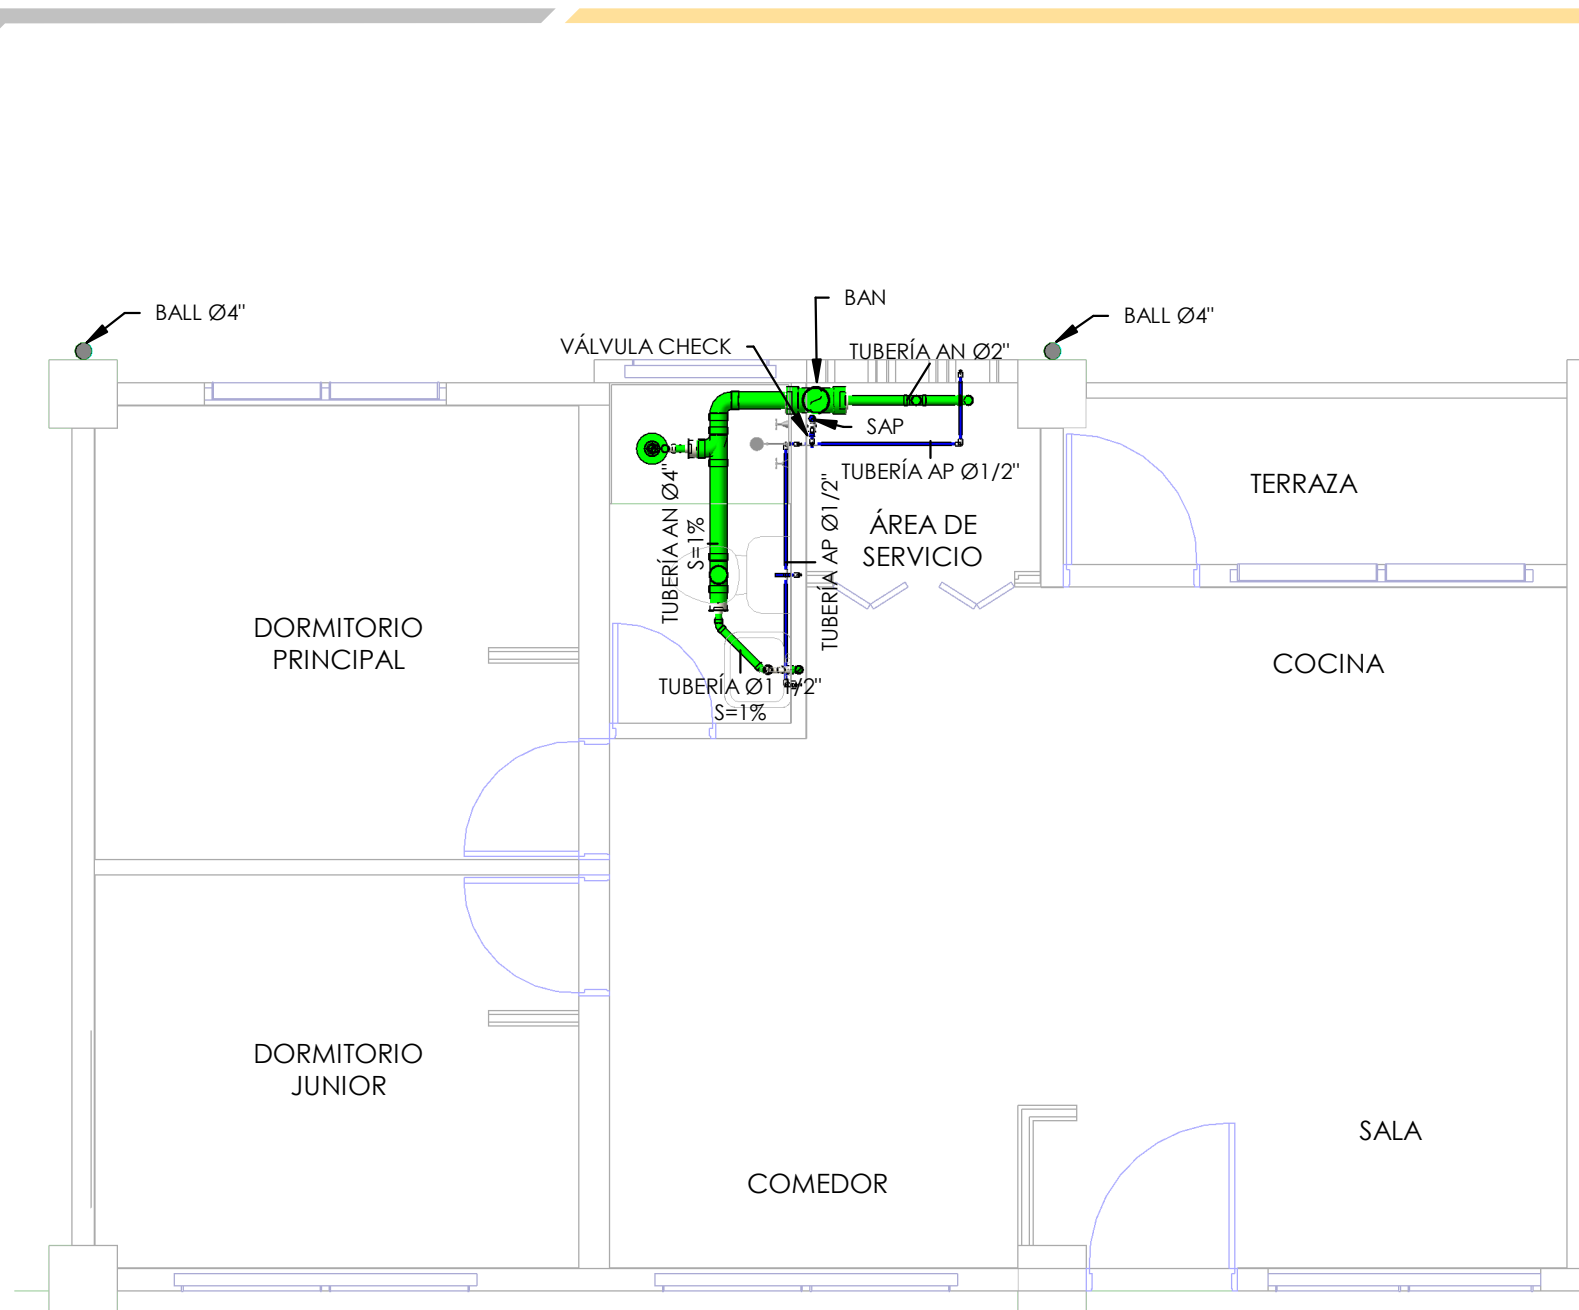 BAN
BALL Ø4"
BALL Ø4"
VÁLVULA CHECK
TUBERÍA AN Ø2"
SAP
TUBERÍA AP Ø1/2"
TERRAZA
TUBERÍA AN Ø4"
S=1%
TUBERÍA AP Ø1/2"
ÁREA DE
SERVICIO
DORMITORIO
PRINCIPAL
COCINA
TUBERÍA Ø1 1/2"
S=1%
DORMITORIO
JUNIOR
SALA
COMEDOR